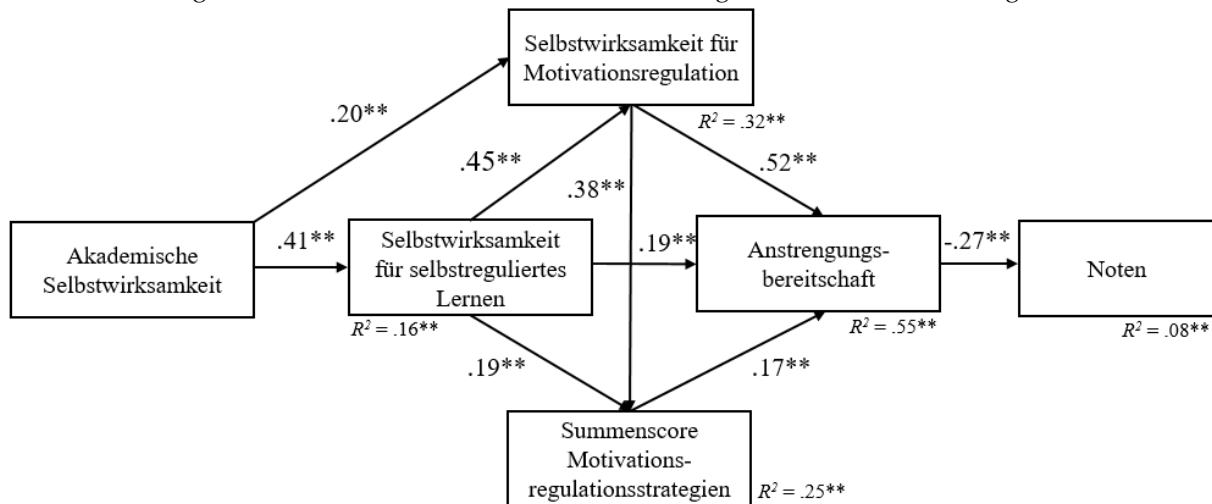 Selbstwirksamkeit für
Motivationsregulation
R² = .32**
.20**
.45**
.38**
.52**
Akademische
Selbstwirksamkeit
.41**
Selbstwirksamkeit
für selbstreguliertes
Lernen
R² = .16**
.19**
Anstrengungs-
bereitschaft
R² = .55**
-.27**
Noten
R² = .08**
.19**
.17**
Summenscore
Motivations-
regulationsstrategien
R² = .25**